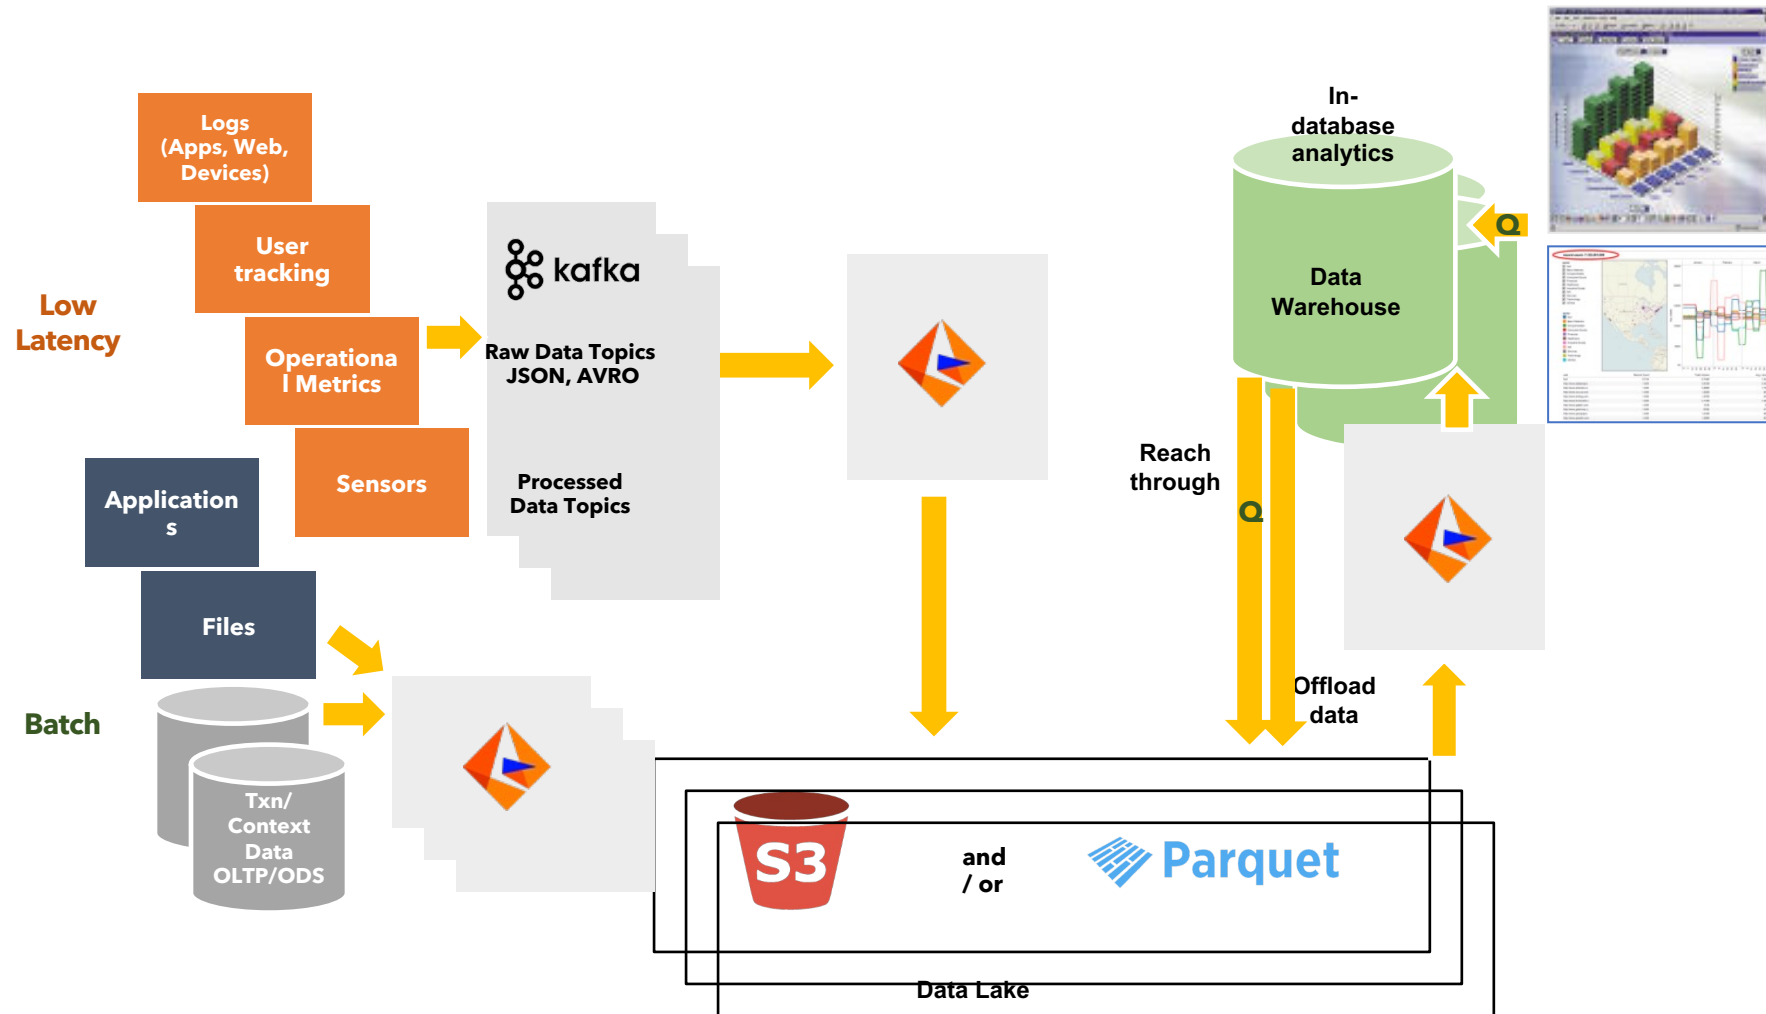 Logs
(Apps, Web,
Devices)
User
tracking
Operationa
l Metrics
Sensors
Low
Latency
Application
s
Files
Batch
Txn/
Context
Data
OLTP/ODS
kafka
Raw Data Topics
JSON, AVRO
Processed
Data Topics
In-
database
analytics
Data
Warehouse
Q
Reach
through
Q
Offload
data
S3
and
/ or
Parquet
Data Lake